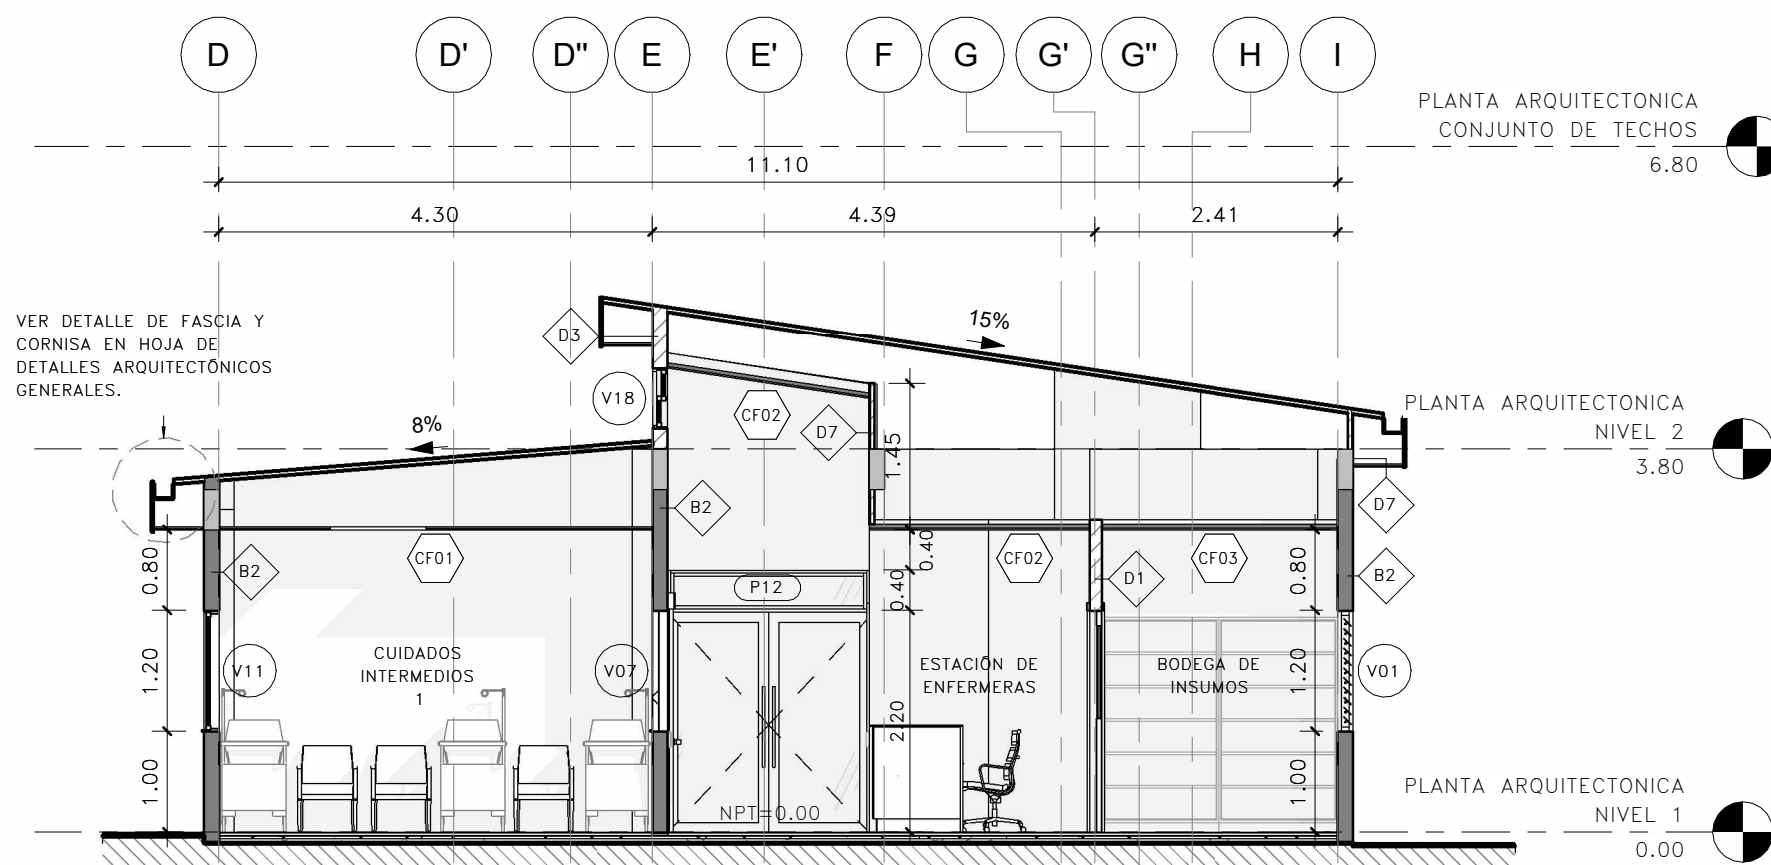 D D' D'' E E' F G G' G'' H I
PLANTA ARQUITECTONICA
CONJUNTO DE TECHOS
6.80
11.10
4.30 4.39 2.41
VER DETALLE DE FASCIA Y
CORNISA EN HOJA DE
DETALLES ARQUITECTÓNICOS
GENERALES.
15%
D3
V18
8%
CF02
D7
1.45
PLANTA ARQUITECTONICA
NIVEL 2
3.80
B2
D7
0.80
B2
CF01
0.40
CF02
D1
CF03
0.80
B2
P12
0.40
1.20
V11
CUIDADOS
INTERMEDIOS
1
V07
ESTACIÓN DE
ENFERMERAS
BODEGA DE
INSUMOS
1.20
V01
2.20
1.00
NPT=0.00
1.00
PLANTA ARQUITECTONICA
NIVEL 1
0.00